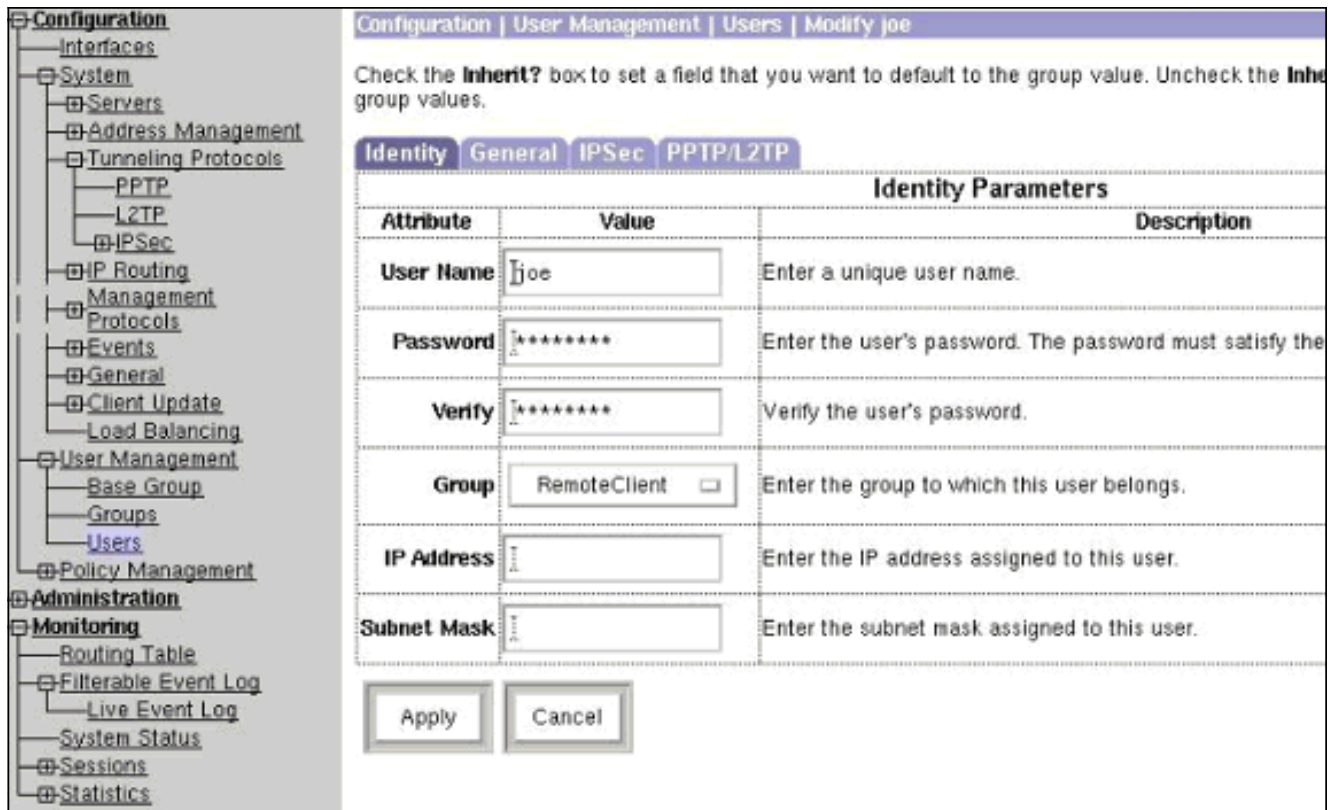 Configuration
Interfaces
System
Servers
Address Management
Tunneling Protocols
PPTP
L2TP
IPSec
IP Routing
Management
Protocols
Events
General
Client Update
Load Balancing
User Management
Base Group
Groups
Users
Policy Management
Administration
Monitoring
Routing Table
Filterable Event Log
Live Event Log
System Status
Sessions
Statistics
Configuration | User Management | Users | Modify joe
Check the Inherit? box to set a field that you want to default to the group value. Uncheck the Inhe
group values.
Identity General IPSec PPTP/L2TP
Identity Parameters
Attribute Value Description
User Name joe Enter a unique user name.
Password ******** Enter the user's password. The password must satisfy the
Verify ******** Verify the user's password.
Group RemoteClient Enter the group to which this user belongs.
IP Address Enter the IP address assigned to this user.
Subnet Mask Enter the subnet mask assigned to this user.
Apply Cancel